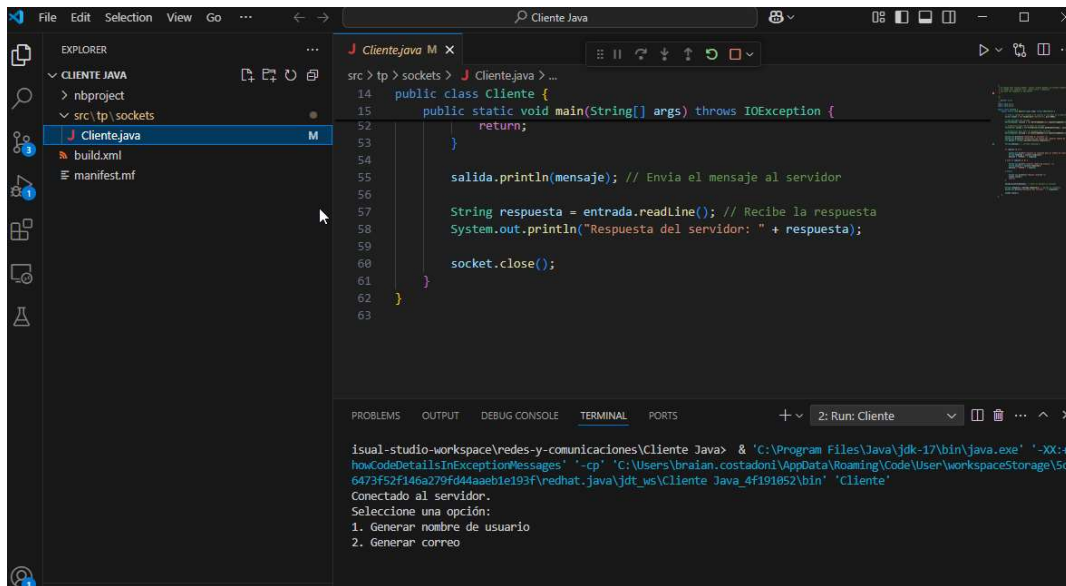 File Edit Selection View Go ··· Cliente Java
EXPLORER ···
CLIENTE JAVA
nbproject
src\tp\sockets
J Cliente.java M
build.xml
manifest.mf
3
1
1
J Cliente.java M
src > tp > sockets > J Cliente.java > ...
14 public class Cliente {
15 public static void main(String[] args) throws IOException {
52 return;
53 }
54
55 salida.println(mensaje); // Envia el mensaje al servidor
56
57 String respuesta = entrada.readLine(); // Recibe la respuesta
58 System.out.println("Respuesta del servidor: " + respuesta);
59
60 socket.close();
61 }
62 }
63
PROBLEMS OUTPUT DEBUG CONSOLE TERMINAL PORTS 2: Run: Cliente
isual-studio-workspace\redes-y-comunicaciones\Cliente Java> & 'C:\Program Files\Java\jdk-17\bin\java.exe' '-XX:
howCodeDetailsInExceptionMessages' '-cp' 'C:\Users\braian.costadoni\AppData\Roaming\Code\User\workspaceStorage\5
6473f52f146a279fd44aaeb1e193f\redhat.java\jdt_ws\Cliente Java_4f191052\bin' 'Cliente'
Conectado al servidor.
Seleccione una opción:
1. Generar nombre de usuario
2. Generar correo